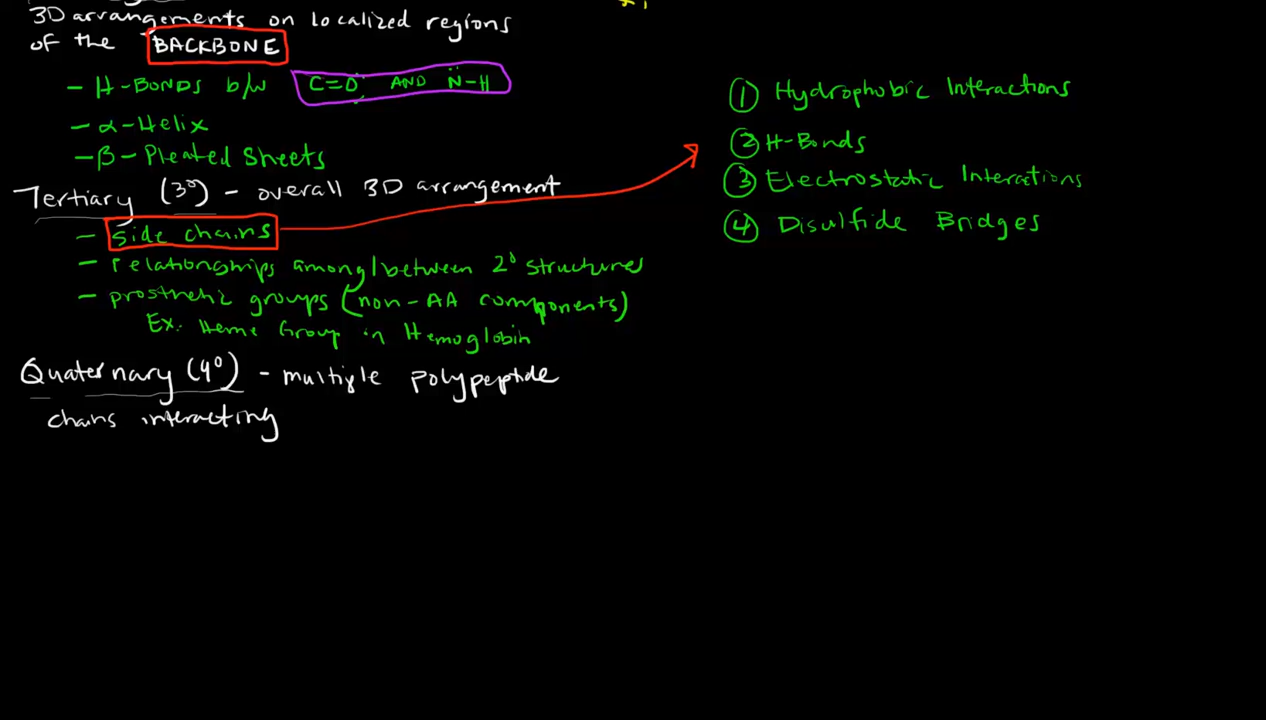 3D arrangements on localized regions
of the BACKBONE
- H-BONDS b/w C=O AND N-H
- α-Helix
- β-Pleated Sheets
Tertiary (3°) - overall 3D arrangement
- side chains
- relationships among/between 2° structures
- prosthetic groups (non-AA components)
Ex: Heme Group in Hemoglobin
Quaternary (4°) - multiple polypeptide
chains interacting
① Hydrophobic Interactions
② H-Bonds
③ Electrostatic Interations
④ Disulfide Bridges